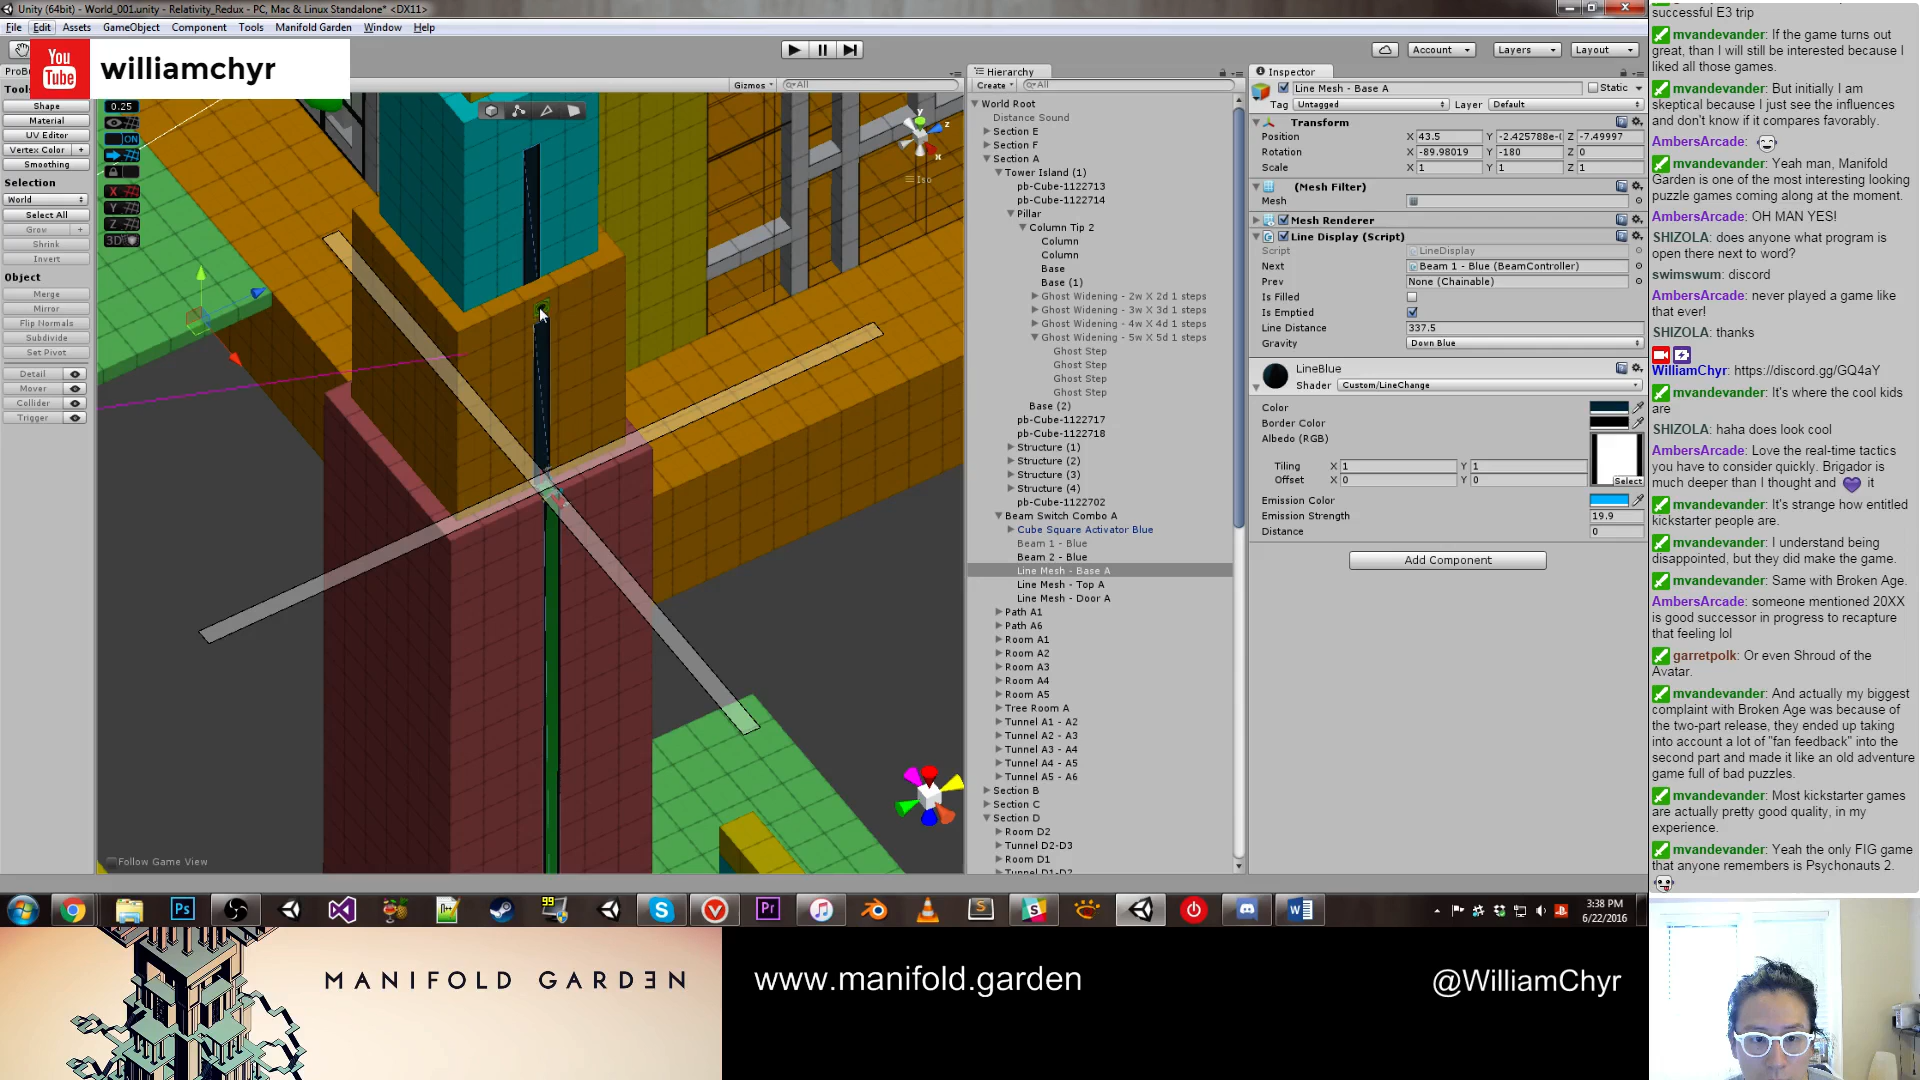 Unity (64bit) - World_001.unity - Relativity_Redux - PC, Mac & Linux Standalone* <DX11>
File Edit Assets GameObject Component Tools Manifold Garden Window Help
You Tube williamchyr
Account Layers Layout
Tools
Shape
Material
UV Editor
Vertex Color +
Smoothing
Selection
World
Select All
Grow +
Shrink
Invert
Object
Merge
Mirror
Flip Normals
Subdivide
Set Pivot
Detail
Mover
Collider
Trigger
0.25
ON
X
Y
Z
3D
Gizmos All
y
z
x
Iso
Follow Game View
Hierarchy
Create All
World Root
Distance Sound
Section E
Section F
Section A
Tower Island (1)
pb-Cube-1122713
pb-Cube-1122714
Pillar
Column Tip 2
Column
Column
Base
Base (1)
Ghost Widening - 2w X 2d 1 steps
Ghost Widening - 3w X 3d 1 steps
Ghost Widening - 4w X 4d 1 steps
Ghost Widening - 5w X 5d 1 steps
Ghost Step
Ghost Step
Ghost Step
Ghost Step
Base (2)
pb-Cube-1122717
pb-Cube-1122718
Structure (1)
Structure (2)
Structure (3)
Structure (4)
pb-Cube-1122702
Beam Switch Combo A
Cube Square Activator Blue
Beam 1 - Blue
Beam 2 - Blue
Line Mesh - Base A
Line Mesh - Top A
Line Mesh - Door A
Path A1
Path A6
Room A1
Room A2
Room A3
Room A4
Room A5
Tree Room A
Tunnel A1 - A2
Tunnel A2 - A3
Tunnel A3 - A4
Tunnel A4 - A5
Tunnel A5 - A6
Section B
Section C
Section D
Room D2
Tunnel D2-D3
Room D1
Tunnel D1-D2
Inspector
Line Mesh - Base A Static
Tag Untagged Layer Default
Transform
Position X 43.5 Y -2.425788e-( Z -7.49997
Rotation X -89.98019 Y -180 Z 0
Scale X 1 Y 1 Z 1
(Mesh Filter)
Mesh
Mesh Renderer
Line Display (Script)
Script LineDisplay
Next Beam 1 - Blue (BeamController)
Prev None (Chainable)
Is Filled
Is Emptied
Line Distance 337.5
Gravity Down Blue
LineBlue
Shader Custom/LineChange
Color
Border Color
Albedo (RGB)
Tiling X 1 Y 1
Offset X 0 Y 0
Select
Emission Color
Emission Strength 19.9
Distance 0
Add Component
successful E3 trip
mvandevander: If the game turns out
great, than I will still be interested because I
liked all those games.
mvandevander: But initially I am
skeptical because I just see the influences
and don't know if it compares favorably.
AmbersArcade:
mvandevander: Yeah man, Manifold
Garden is one of the most interesting looking
puzzle games coming along at the moment.
AmbersArcade: OH MAN YES!
SHIZOLA: does anyone what program is
open there next to word?
swimswum: discord
AmbersArcade: never played a game like
that ever!
SHIZOLA: thanks
WilliamChyr: https://discord.gg/GQ4aY
mvandevander: It's where the cool kids
are
SHIZOLA: haha does look cool
AmbersArcade: Love the real-time tactics
you have to consider quickly. Brigador is
much deeper than I thought and it
mvandevander: It's strange how entitled
kickstarter people are.
mvandevander: I understand being
disappointed, but they did make the game.
mvandevander: Same with Broken Age.
AmbersArcade: someone mentioned 20XX
is good successor in progress to recapture
that feeling lol
garretpolk: Or even Shroud of the
Avatar.
mvandevander: And actually my biggest
complaint with Broken Age was because of
the two-part release, they ended up taking
into account a lot of "fan feedback" into the
second part and made it like an old adventure
game full of bad puzzles.
mvandevander: Most kickstarter games
are actually pretty good quality, in my
experience.
mvandevander: Yeah the only FIG game
that anyone remembers is Psychonauts 2.
Ps
99
S
V
Pr
S
W
3:38 PM
6/22/2016
MANIFOLD GARDƎN
www.manifold.garden
@WilliamChyr